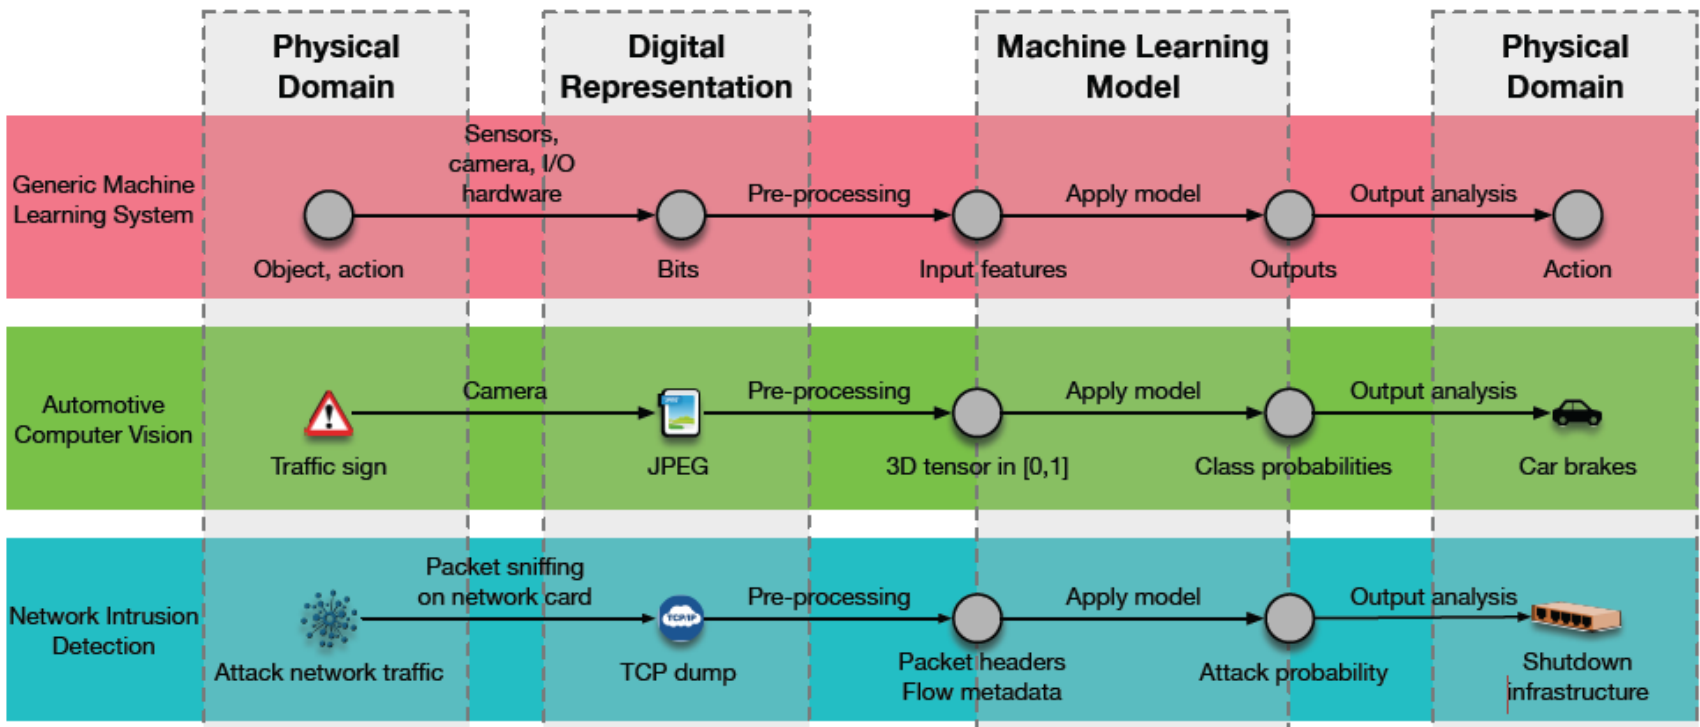 Physical
Domain
Digital
Representation
Machine Learning
Model
Physical
Domain
Generic Machine
Learning System
Sensors,
camera, I/O
hardware
Pre-processing
Apply model
Output analysis
Object, action
Bits
Input features
Outputs
Action
Automotive
Computer Vision
Camera
Pre-processing
Apply model
Output analysis
Traffic sign
JPEG
3D tensor in [0,1]
Class probabilities
Car brakes
Network Intrusion
Detection
Packet sniffing
on network card
Pre-processing
Apply model
Output analysis
TCP/IP
Attack network traffic
TCP dump
Packet headers
Flow metadata
Attack probability
Shutdown
infrastructure